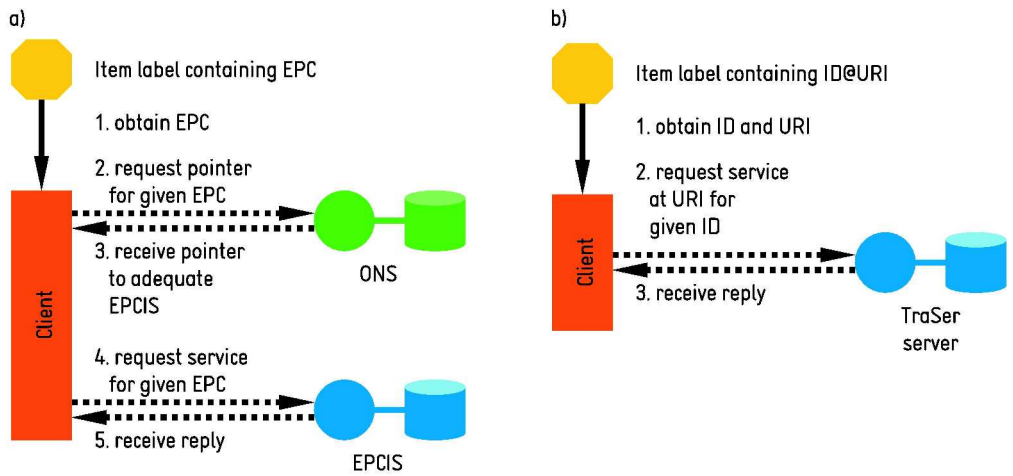 a)
Item label containing EPC
1. obtain EPC
2. request pointer
for given EPC
3. receive pointer
to adequate
EPCIS
ONS
Client
4. request service
for given EPC
5. receive reply
EPCIS
b)
Item label containing ID@URI
1. obtain ID and URI
2. request service
at URI for
given ID
Client
3. receive reply
TraSer
server